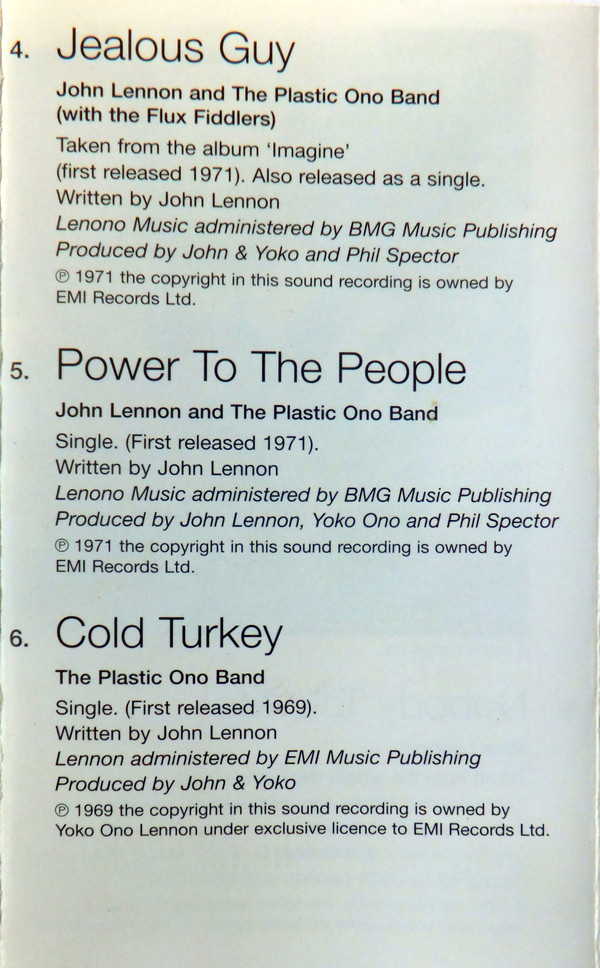 4. Jealous Guy
John Lennon and The Plastic Ono Band
(with the Flux Fiddlers)
Taken from the album ‘Imagine’
(first released 1971). Also released as a single.
Written by John Lennon
Lenono Music administered by BMG Music Publishing
Produced by John & Yoko and Phil Spector
℗ 1971 the copyright in this sound recording is owned by
EMI Records Ltd.
5. Power To The People
John Lennon and The Plastic Ono Band
Single. (First released 1971).
Written by John Lennon
Lenono Music administered by BMG Music Publishing
Produced by John Lennon, Yoko Ono and Phil Spector
℗ 1971 the copyright in this sound recording is owned by
EMI Records Ltd.
6. Cold Turkey
The Plastic Ono Band
Single. (First released 1969).
Written by John Lennon
Lennon administered by EMI Music Publishing
Produced by John & Yoko
℗ 1969 the copyright in this sound recording is owned by
Yoko Ono Lennon under exclusive licence to EMI Records Ltd.